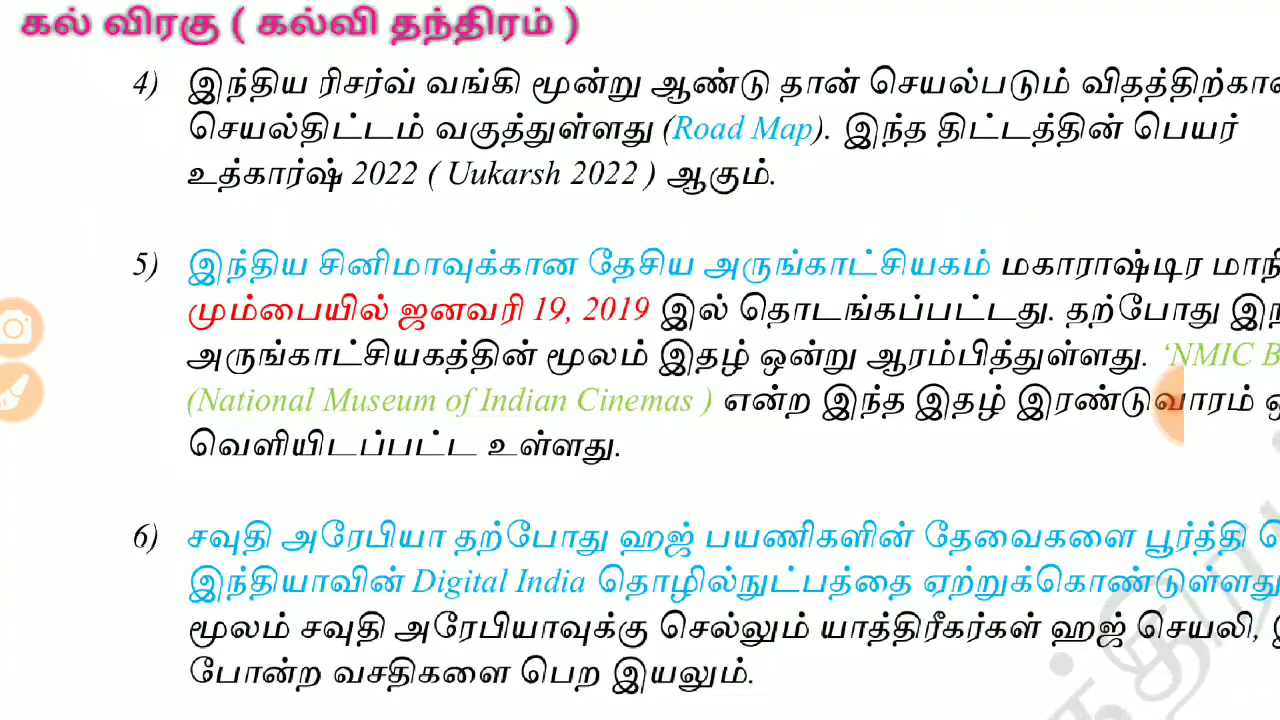 கல் விரகு ( கல்வி தந்திரம் )
4) இந்திய ரிசர்வ் வங்கி மூன்று ஆண்டு தான் செயல்படும் விதத்திற்கான
செயல்திட்டம் வகுத்துள்ளது (Road Map). இந்த திட்டத்தின் பெயர்
உத்கார்ஷ் 2022 ( Uukarsh 2022 ) ஆகும்.
5) இந்திய சினிமாவுக்கான தேசிய அருங்காட்சியகம் மகாராஷ்டிர
மும்பையில் ஜனவரி 19, 2019 இல் தொடங்கப்பட்டது. தற்போது
அருங்காட்சியகத்தின் மூலம் இதழ் ஒன்று ஆரம்பித்துள்ளது. ‘NMIC B
(National Museum of Indian Cinemas ) என்ற இந்த இதழ் இரண்டுவாரம்
வெளியிடப்பட்ட உள்ளது.
6) சவுதி அரேபியா தற்போது ஹஜ் பயணிகளின் தேவைகளை பூர்த்தி
இந்தியாவின் Digital India தொழில்நுட்பத்தை ஏற்றுக்கொண்டுள்ளது
மூலம் சவுதி அரேபியாவுக்கு செல்லும் யாத்திரீகர்கள் ஹஜ் செயலி,
போன்ற வசதிகளை பெற இயலும்.